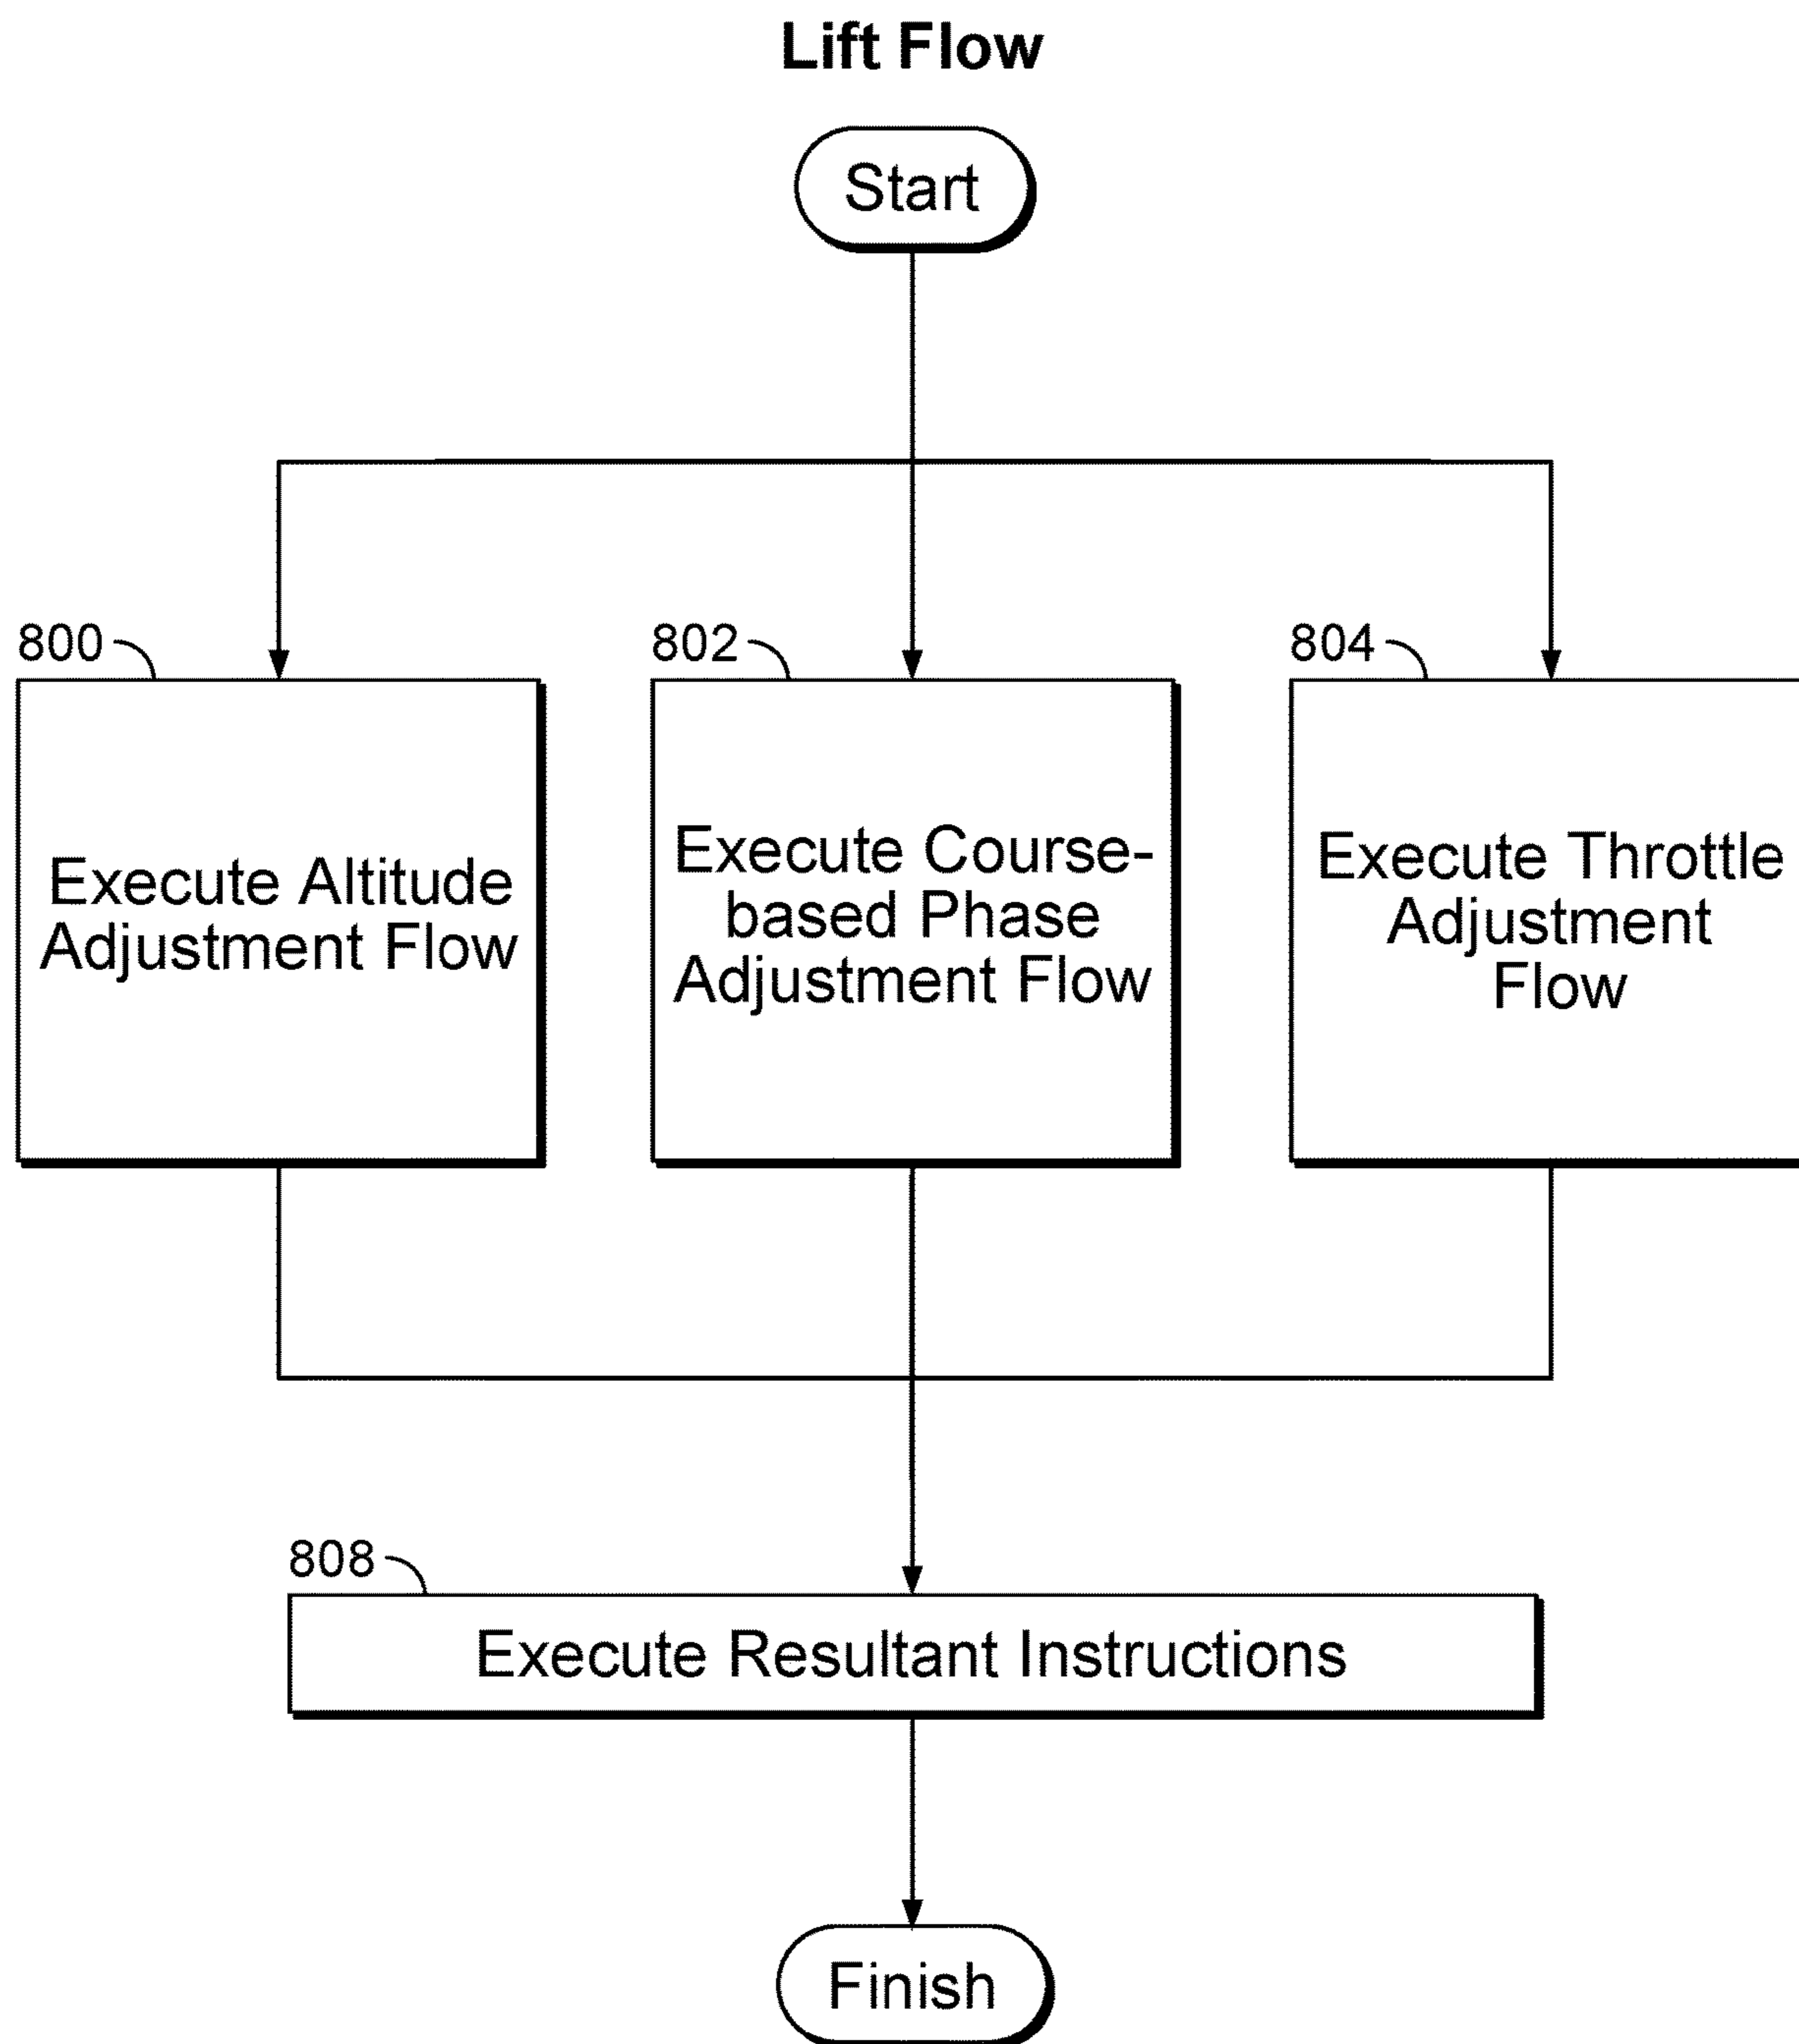 Lift Flow
Start
800
802
804
Execute Altitude
Adjustment Flow
Execute Course-
based Phase
Adjustment Flow
Execute Throttle
Adjustment
Flow
808
Execute Resultant Instructions
Finish